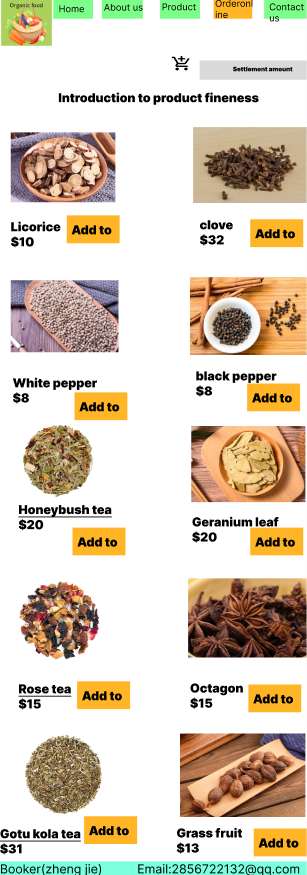 Organic food
Home
About us
Product
Orderonl
ine
Contact
us
Settlement amount
Introduction to product fineness
Licorice
$10
Add to
clove
$32
Add to
White pepper
$8
Add to
black pepper
$8
Add to
Honeybush tea
$20
Add to
Geranium leaf
$20
Add to
Rose tea
$15
Add to
Octagon
$15
Add to
Gotu kola tea
$31
Add to
Grass fruit
$13
Add to
Booker(zheng jie)
Email:2856722132@qq.com